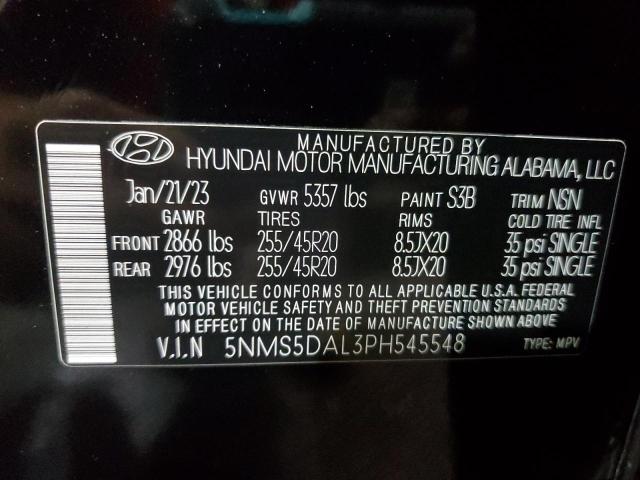 MANUFACTURED BY
HYUNDAI MOTOR MANUFACTURING ALABAMA, LLC
Jan/21/23 GVWR 5357 lbs PAINT S3B TRIM NSN
GAWR TIRES RIMS COLD TIRE INFL
FRONT 2866 lbs 255/45R20 8.5JX20 35 psi SINGLE
REAR 2976 lbs 255/45R20 8.5JX20 35 psi SINGLE
THIS VEHICLE CONFORMS TO ALL APPLICABLE U.S.A. FEDERAL
MOTOR VEHICLE SAFETY AND THEFT PREVENTION STANDARDS
IN EFFECT ON THE DATE OF MANUFACTURE SHOWN ABOVE
V.I.N 5NMS5DAL3PH545548 TYPE: MPV